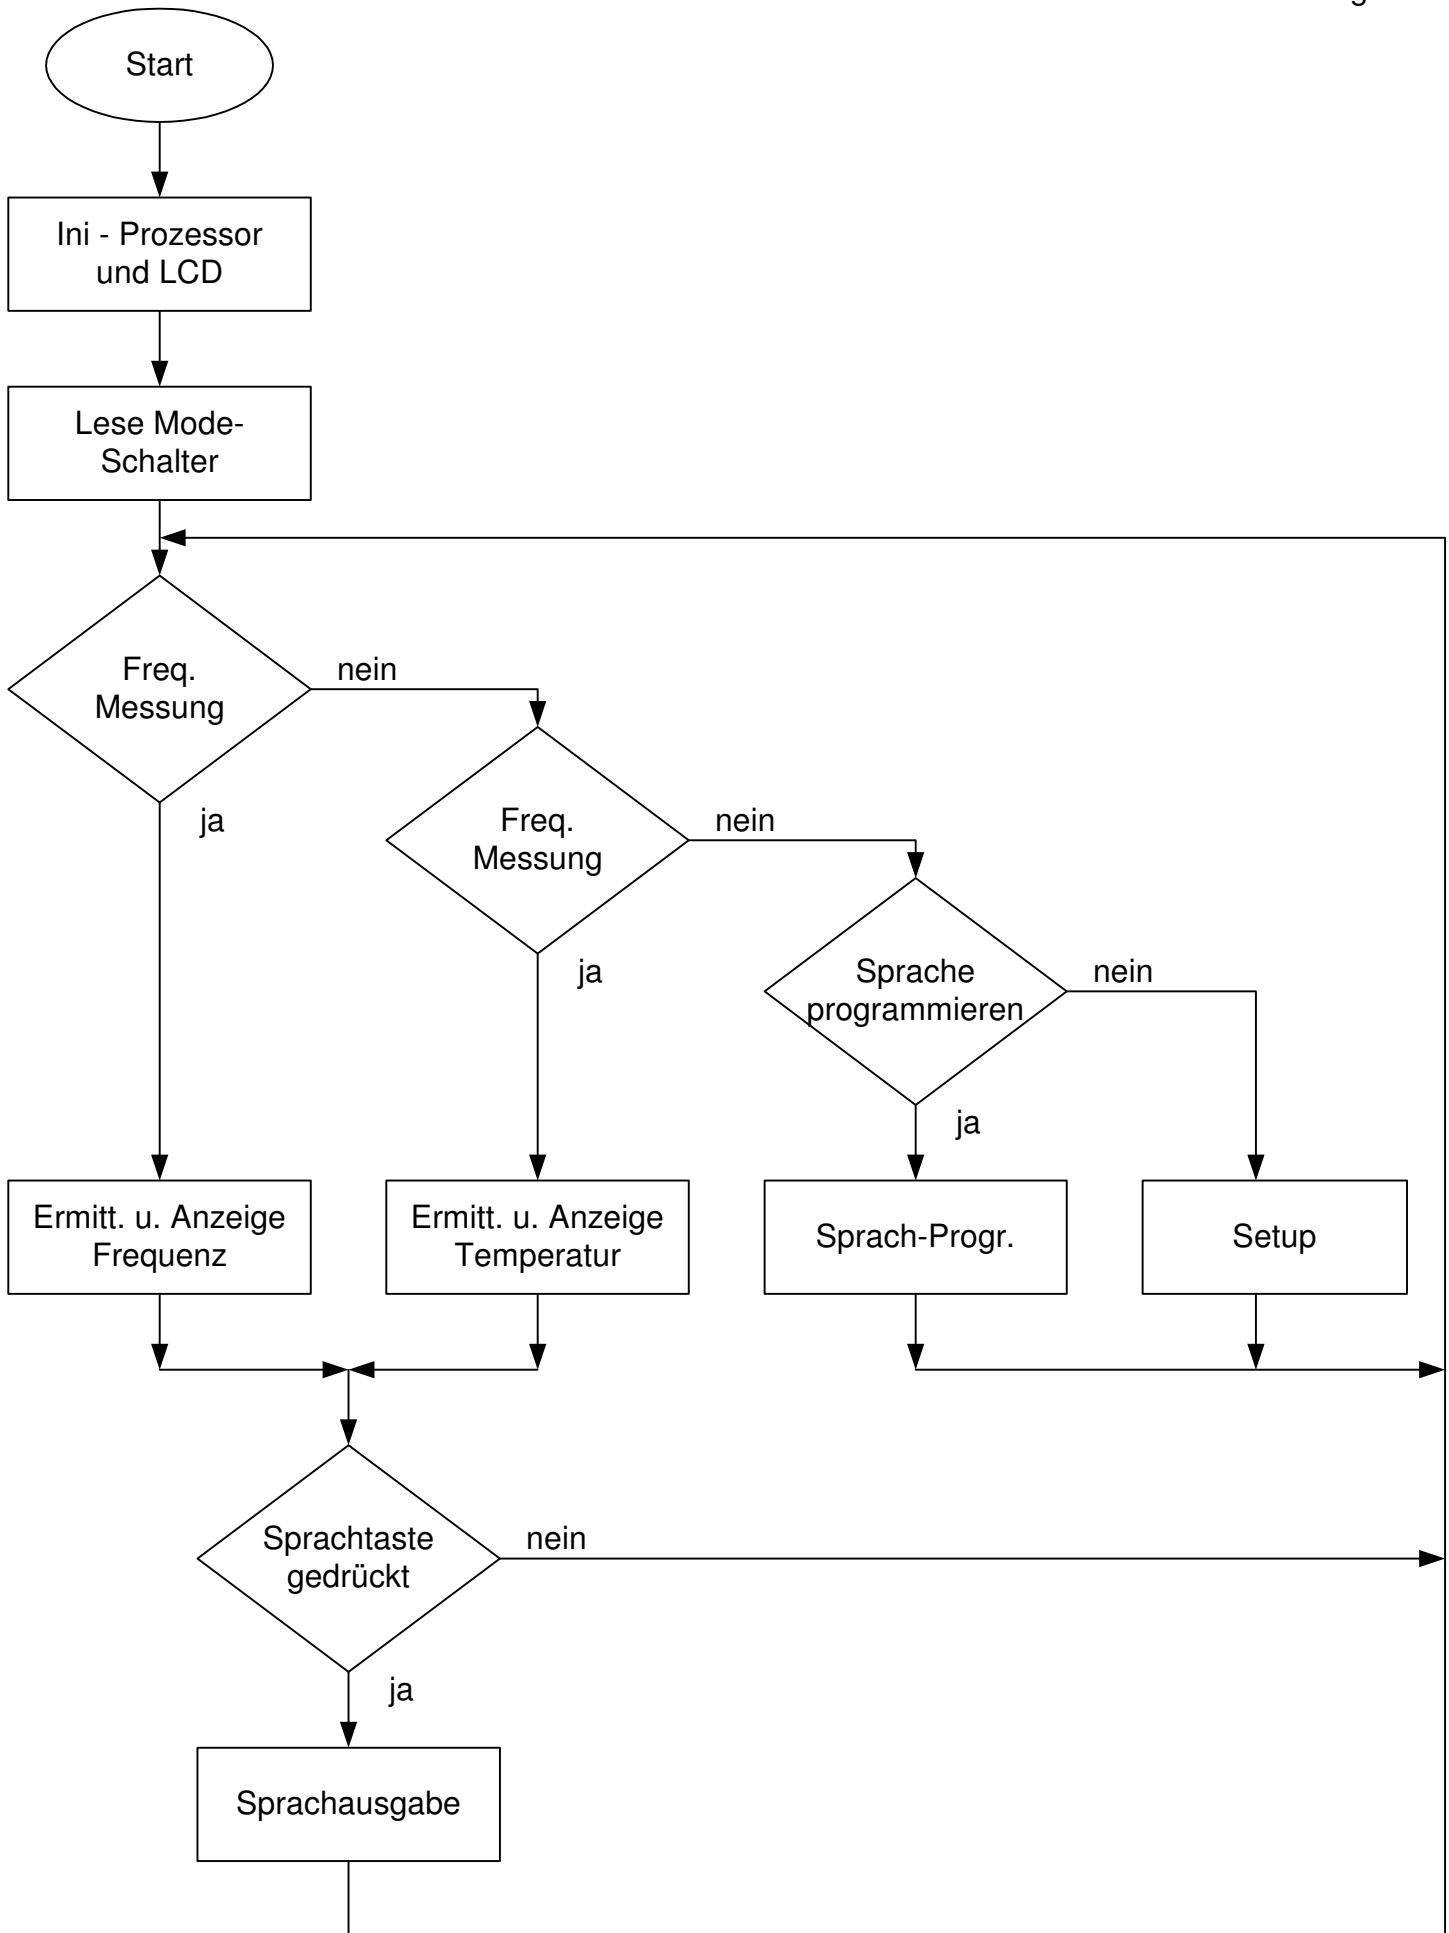 Start
Ini - Prozessor
und LCD
Lese Mode-
Schalter
Freq.
Messung
nein
ja
Freq.
Messung
nein
ja
Sprache
programmieren
nein
ja
Ermitt. u. Anzeige
Frequenz
Ermitt. u. Anzeige
Temperatur
Sprach-Progr.
Setup
Sprachtaste
gedrückt
nein
ja
Sprachausgabe